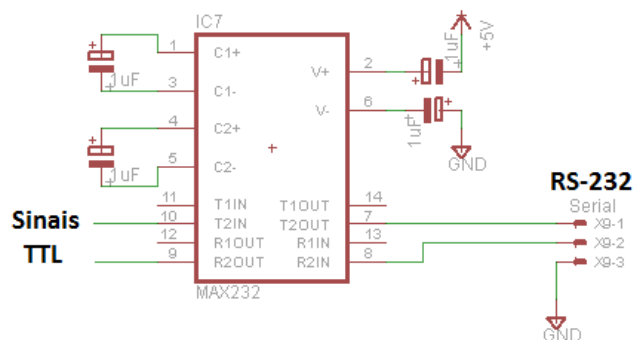 IC7
1 C1+
1uF
3 C1-
4 C2+
1uF
5 C2-
V+ 2
1uF
+5V
V- 6
1uF
GND
11 T1IN
T1OUT 14
10 T2IN
T2OUT 7
12 R1OUT
R1IN 13
9 R2OUT
R2IN 8
MAX232
Sinais
TTL
RS-232
Serial
X9-1
X9-2
X9-3
GND